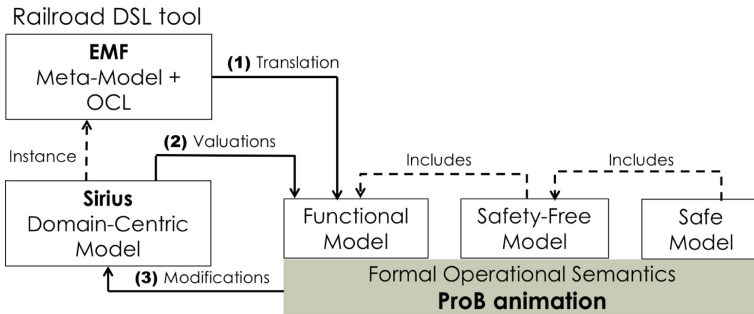 Railroad DSL tool
EMF
Meta-Model +
OCL
(1) Translation
Instance
(2) Valuations
Sirius
Domain-Centric
Model
Includes
Includes
Functional
Model
Safety-Free
Model
Safe
Model
(3) Modifications
Formal Operational Semantics
ProB animation